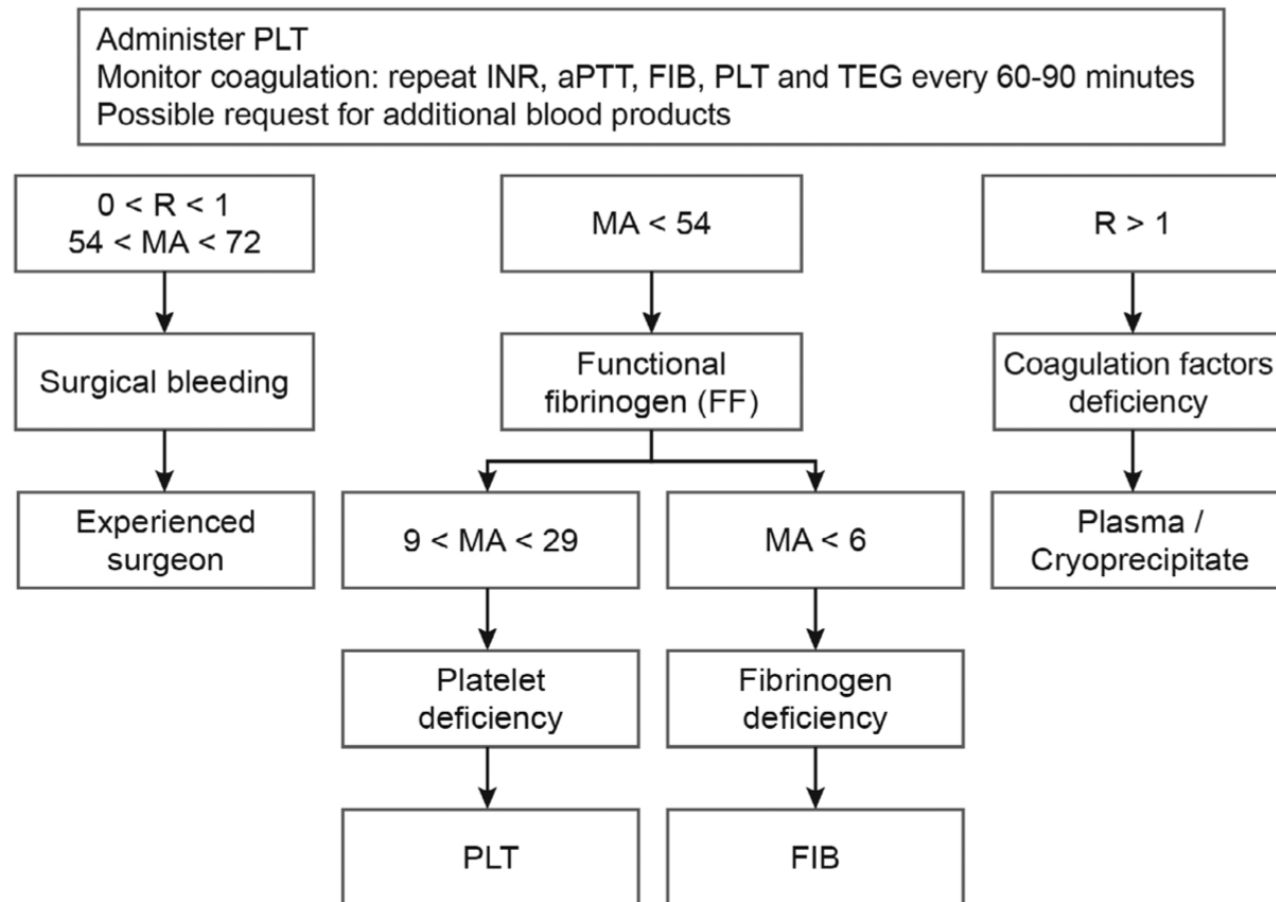 Administer PLT
Monitor coagulation: repeat INR, aPTT, FIB, PLT and TEG every 60-90 minutes
Possible request for additional blood products
0 < R < 1
54 < MA < 72
MA < 54
R > 1
Surgical bleeding
Functional
fibrinogen (FF)
Coagulation factors
deficiency
Experienced
surgeon
9 < MA < 29
MA < 6
Plasma /
Cryoprecipitate
Platelet
deficiency
Fibrinogen
deficiency
PLT
FIB